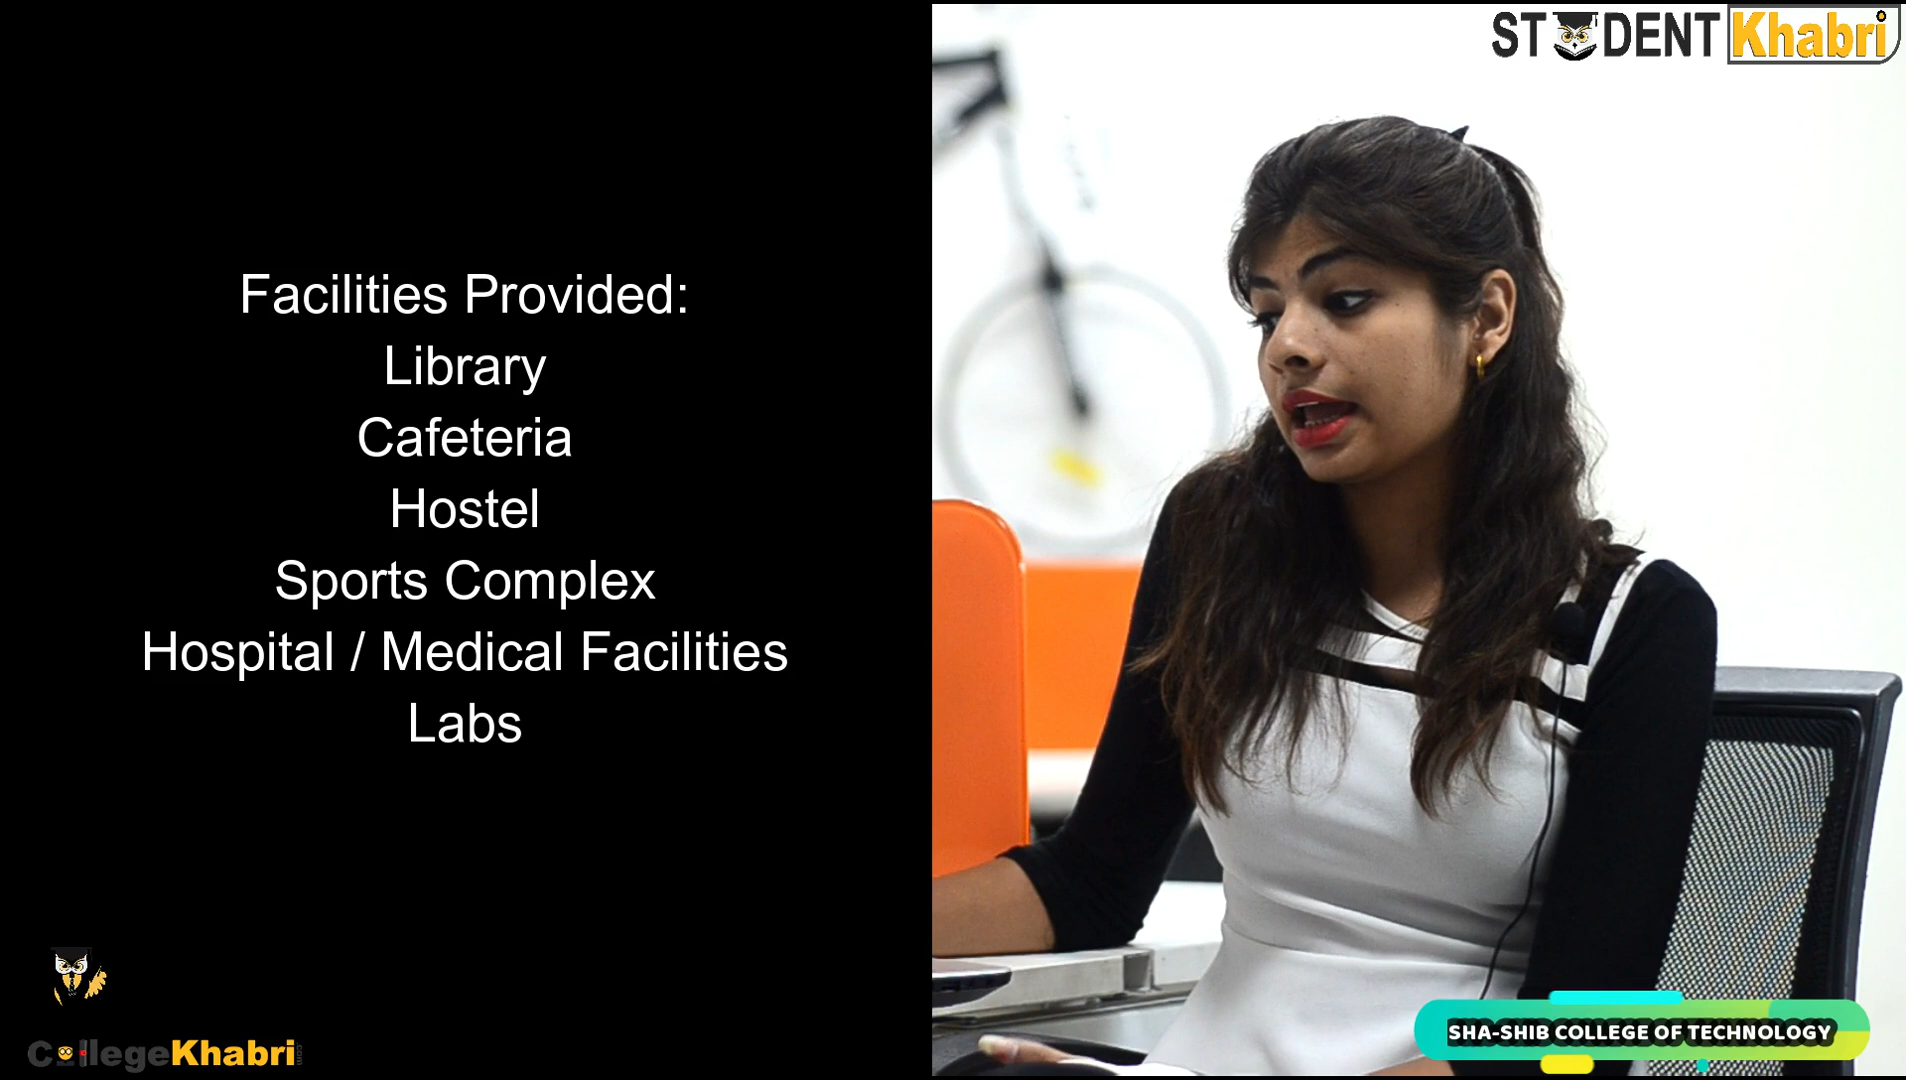 STUDENT Khabri
Facilities Provided:
Library
Cafeteria
Hostel
Sports Complex
Hospital / Medical Facilities
Labs
CollegeKhabri
.com
SHA-SHIB COLLEGE OF TECHNOLOGY